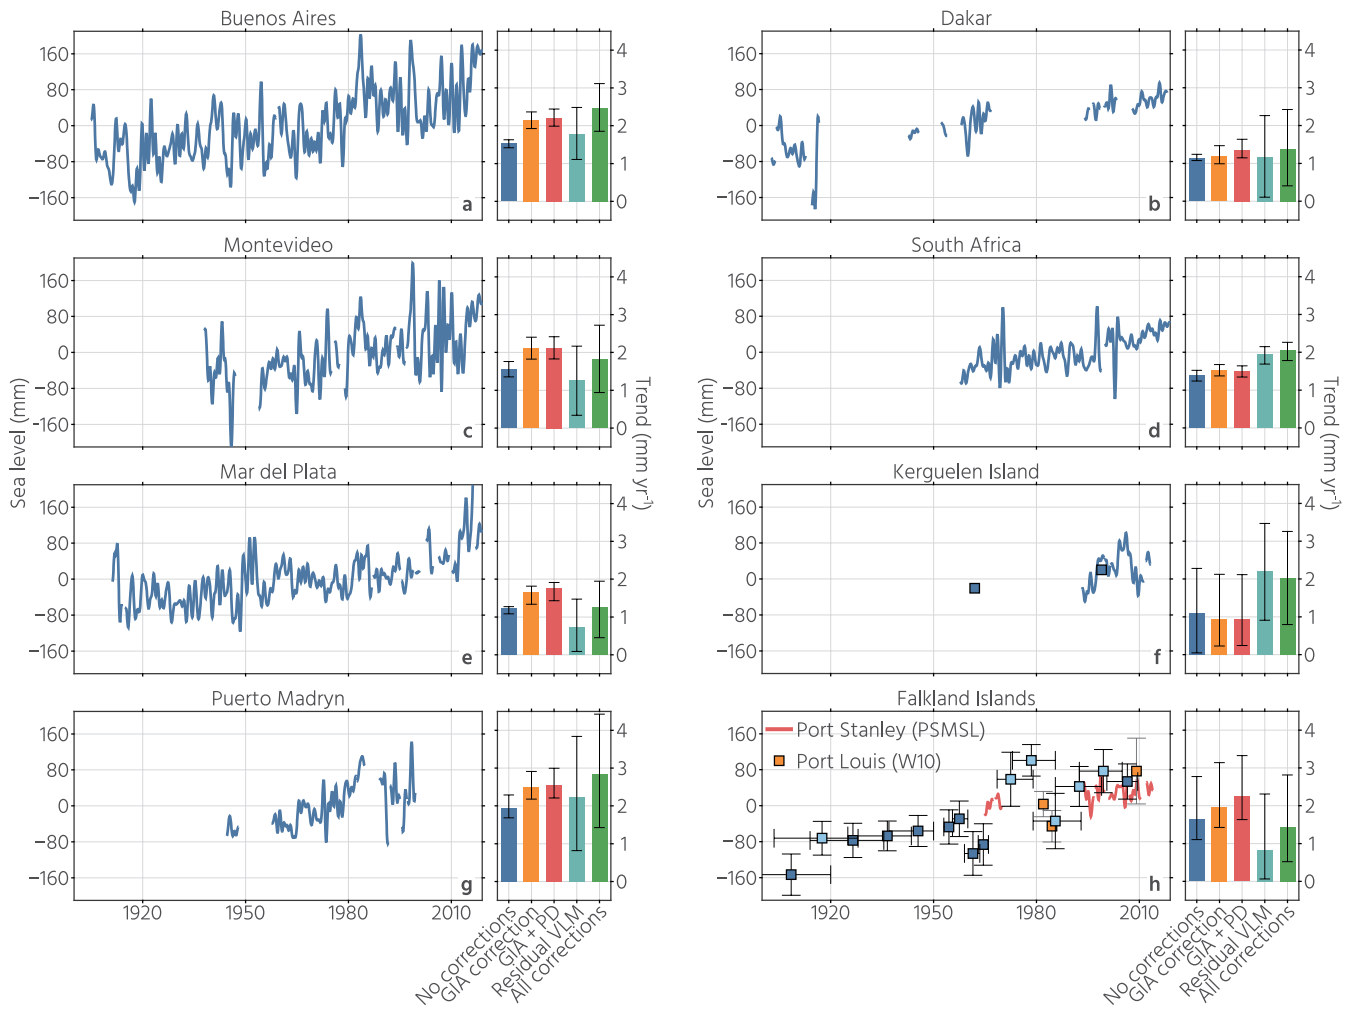 Buenos Aires
Dakar
160
80
0
−80
−160
a
4
3
2
1
0
160
80
0
−80
−160
b
4
3
2
1
0
Montevideo
South Africa
160
80
0
−80
−160
c
4
3
2
1
0
160
80
0
−80
−160
d
4
3
2
1
0
Sea level (mm)
Trend (mm yr-1)
Sea level (mm)
Trend (mm yr-1)
Mar del Plata
Kerguelen Island
160
80
0
−80
−160
e
4
3
2
1
0
160
80
0
−80
−160
f
4
3
2
1
0
Puerto Madryn
Falkland Islands
160
80
0
−80
−160
g
4
3
2
1
0
160
80
0
−80
−160
Port Stanley (PSMSL)
Port Louis (W10)
h
4
3
2
1
0
1920 1950 1980 2010
No corrections
GIA correction
GIA + PD
Residual VLM
All corrections
1920 1950 1980 2010
No corrections
GIA correction
GIA + PD
Residual VLM
All corrections